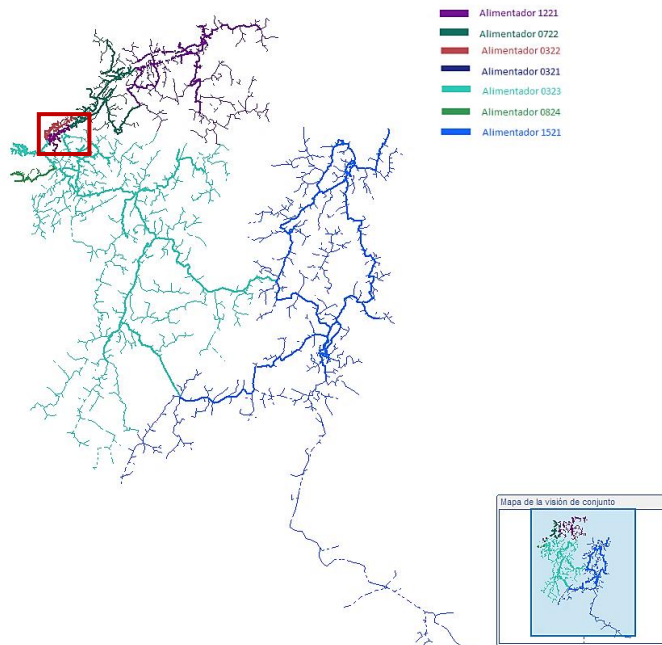 Alimentador 1221
Alimentador 0722
Alimentador 0322
Alimentador 0321
Alimentador 0323
Alimentador 0824
Alimentador 1521
Mapa de la visión de conjunto